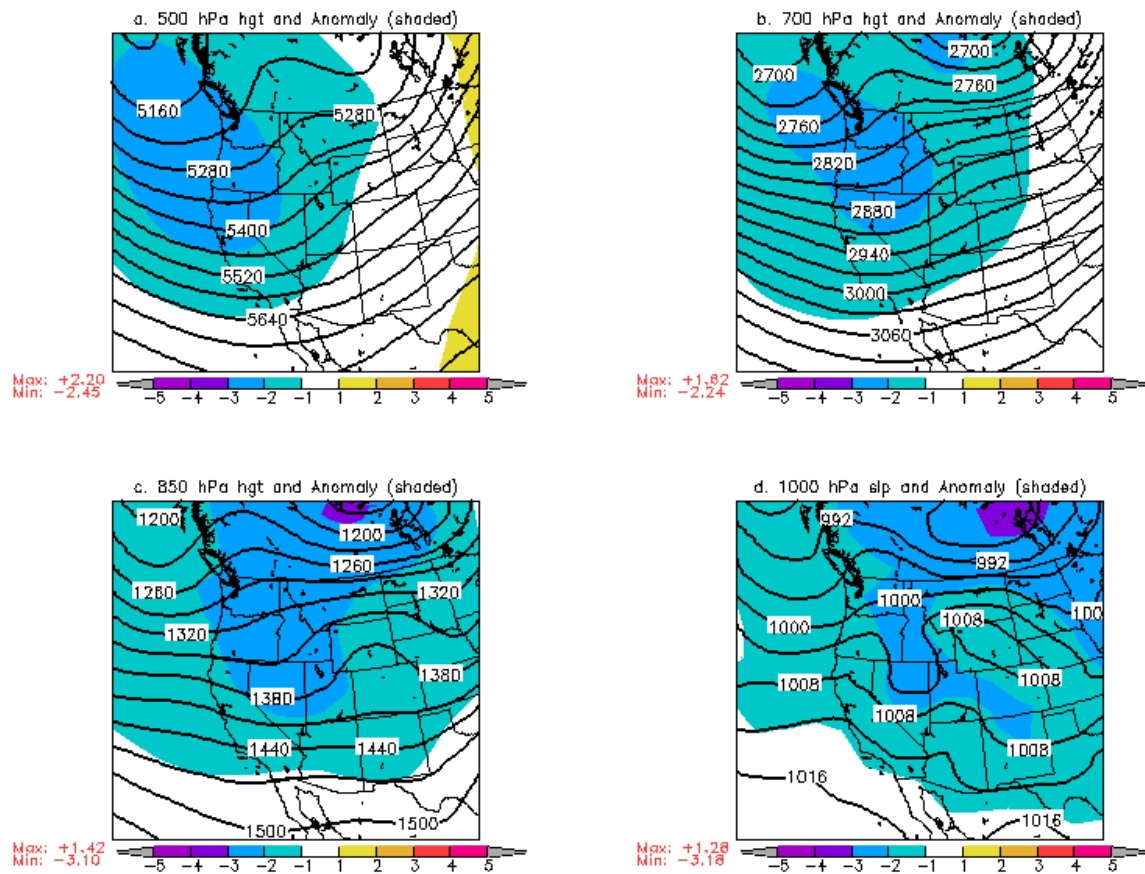 a. 500 hPa hgt and Anomaly (shaded)
5160
5280
5280
5400
5520
5640
Max: +2.20
Min: -2.45
-5 -4 -3 -2 -1 1 2 3 4 5
b. 700 hPa hgt and Anomaly (shaded)
2700
2700
2760
2760
2820
2880
2940
3000
3060
Max: +1.82
Min: -2.24
-5 -4 -3 -2 -1 1 2 3 4 5
c. 850 hPa hgt and Anomaly (shaded)
1200
1200
1260
1260
1320
1320
1380
1380
1440 1440
1500 1500
Max: +1.42
Min: -3.10
-5 -4 -3 -2 -1 1 2 3 4 5
d. 1000 hPa slp and Anomaly (shaded)
992
992
1000
100
1000
1008
1008
1008
1008
1008
1016
1016
Max: +1.28
Min: -3.18
-5 -4 -3 -2 -1 1 2 3 4 5